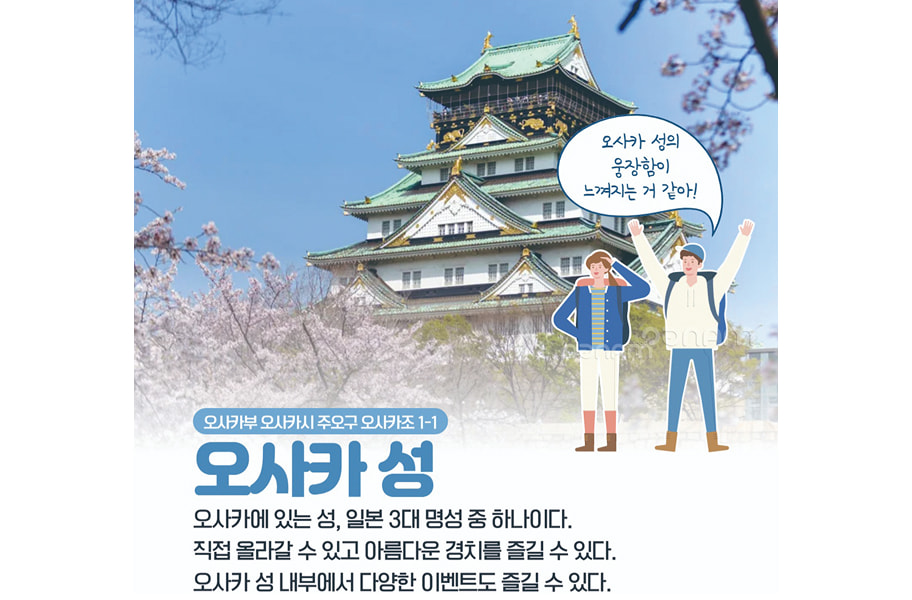 오사카 성의
웅장함이
느껴지는 거 같아!
오사카부 오사카시 주오구 오사카조 1-1
오사카 성
오사카에 있는 성, 일본 3대 명성 중 하나이다.
직접 올라갈 수 있고 아름다운 경치를 즐길 수 있다.
오사카 성 내부에서 다양한 이벤트도 즐길 수 있다.